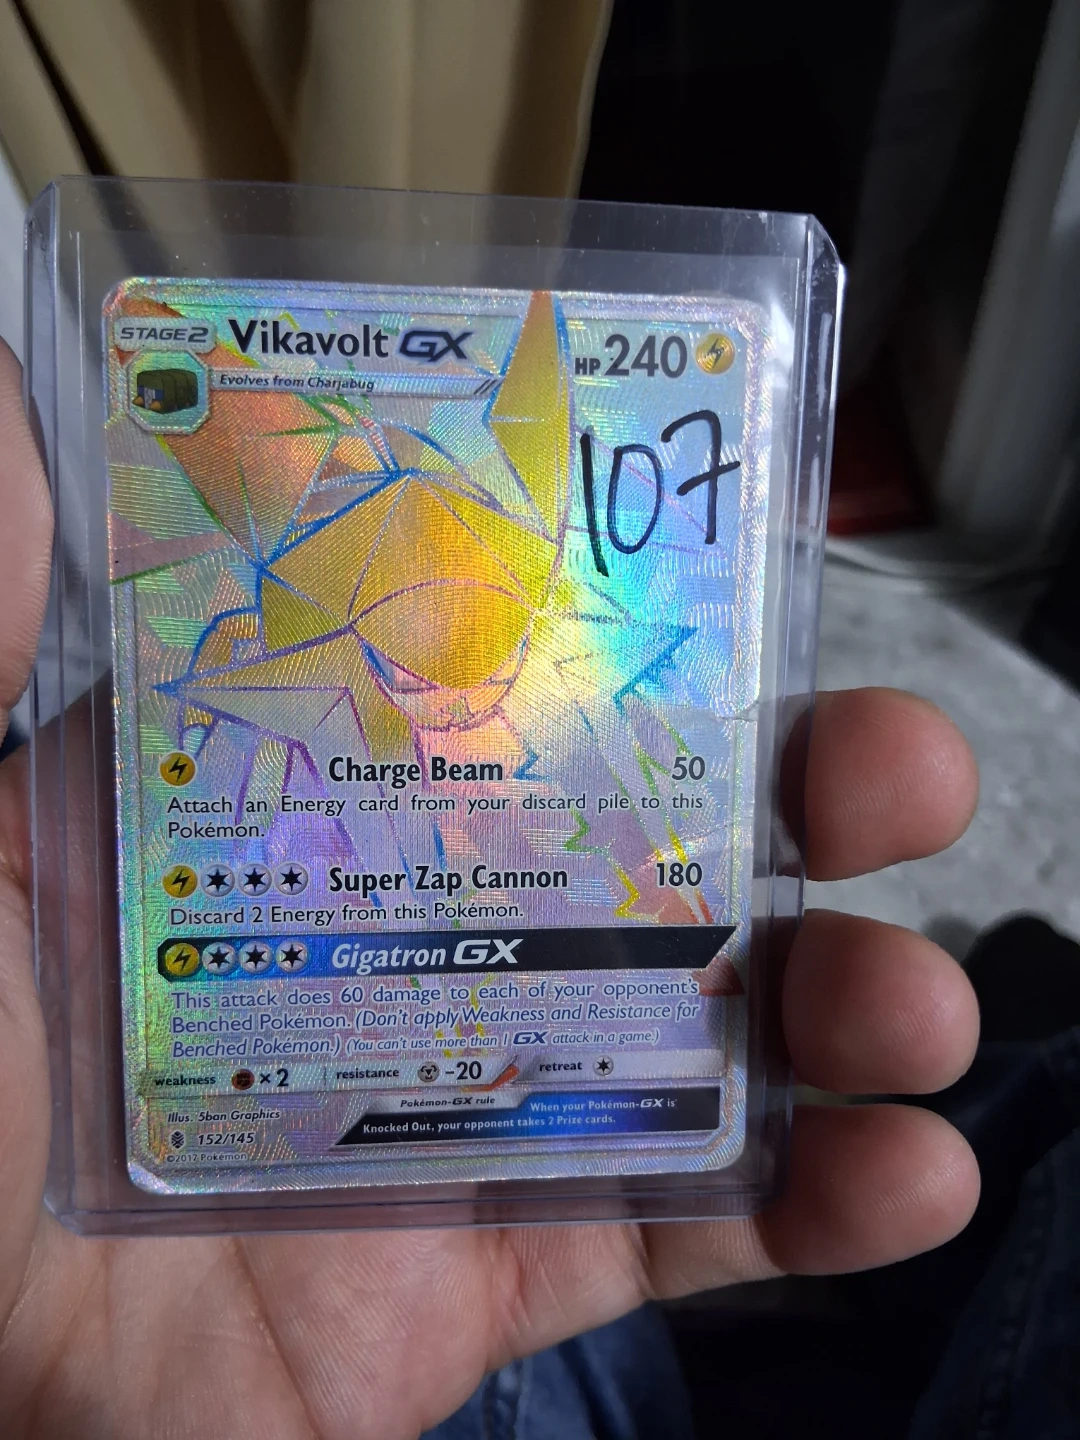 STAGE 2 Vikavolt GX HP 240
Evolves from Charjabug
107
Charge Beam 50
Attach an Energy card from your discard pile to this
Pokémon.
Super Zap Cannon 180
Discard 2 Energy from this Pokémon.
Gigatron GX
This attack does 60 damage to each of your opponent's
Benched Pokémon. (Don't apply Weakness and Resistance for
Benched Pokémon.) (You can't use more than 1 GX attack in a game.)
weakness ×2 resistance -20 retreat
Pokémon-GX rule When your Pokémon-GX is
Knocked Out, your opponent takes 2 Prize cards.
Illus. 5ban Graphics
152/145
©2017 Pokémon